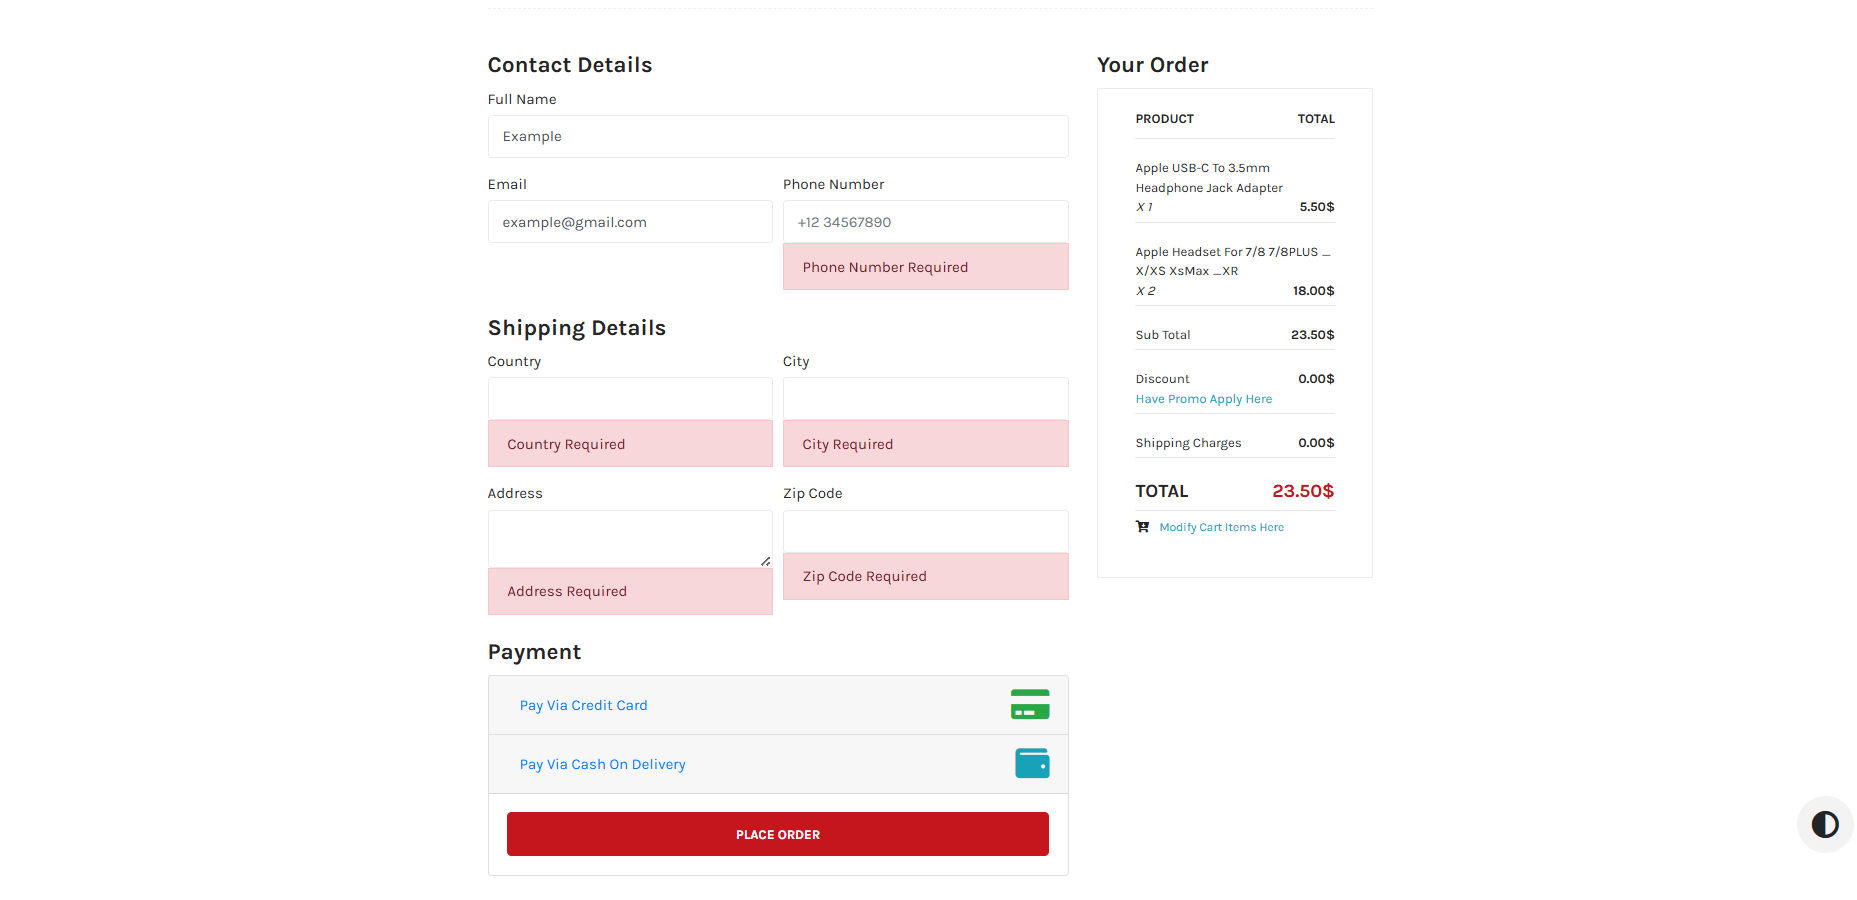 Contact Details
Full Name
Example
Email
Phone Number
example@gmail.com
+12 34567890
Phone Number Required
Shipping Details
Country
City
Country Required
City Required
Address
Zip Code
Address Required
Zip Code Required
Payment
Pay Via Credit Card
Pay Via Cash On Delivery
PLACE ORDER
Your Order
PRODUCT TOTAL
Apple USB-C To 3.5mm
Headphone Jack Adapter
X 1 5.50$
Apple Headset For 7/8 7/8PLUS _
X/XS XsMax _XR
X 2 18.00$
Sub Total 23.50$
Discount 0.00$
Have Promo Apply Here
Shipping Charges 0.00$
TOTAL 23.50$
Modify Cart Items Here